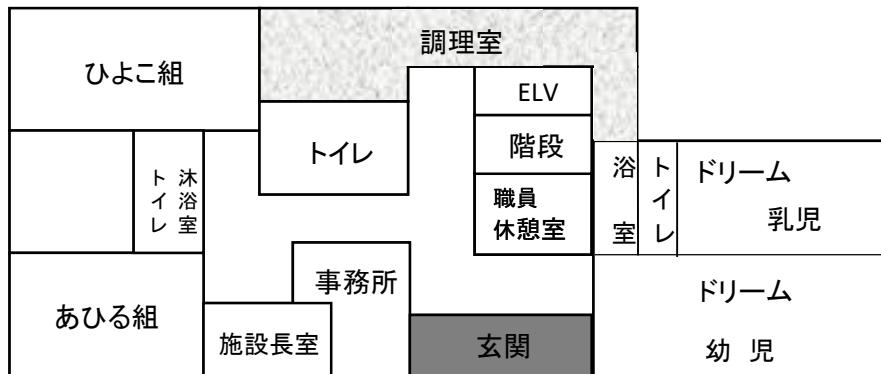 調理室
ひよこ組
ELV
トイレ
階段
沐浴室
トイレ
職員
休憩室
浴室
トイレ
ドリーム
乳児
事務所
あひる組
施設長室
玄関
ドリーム
幼 児